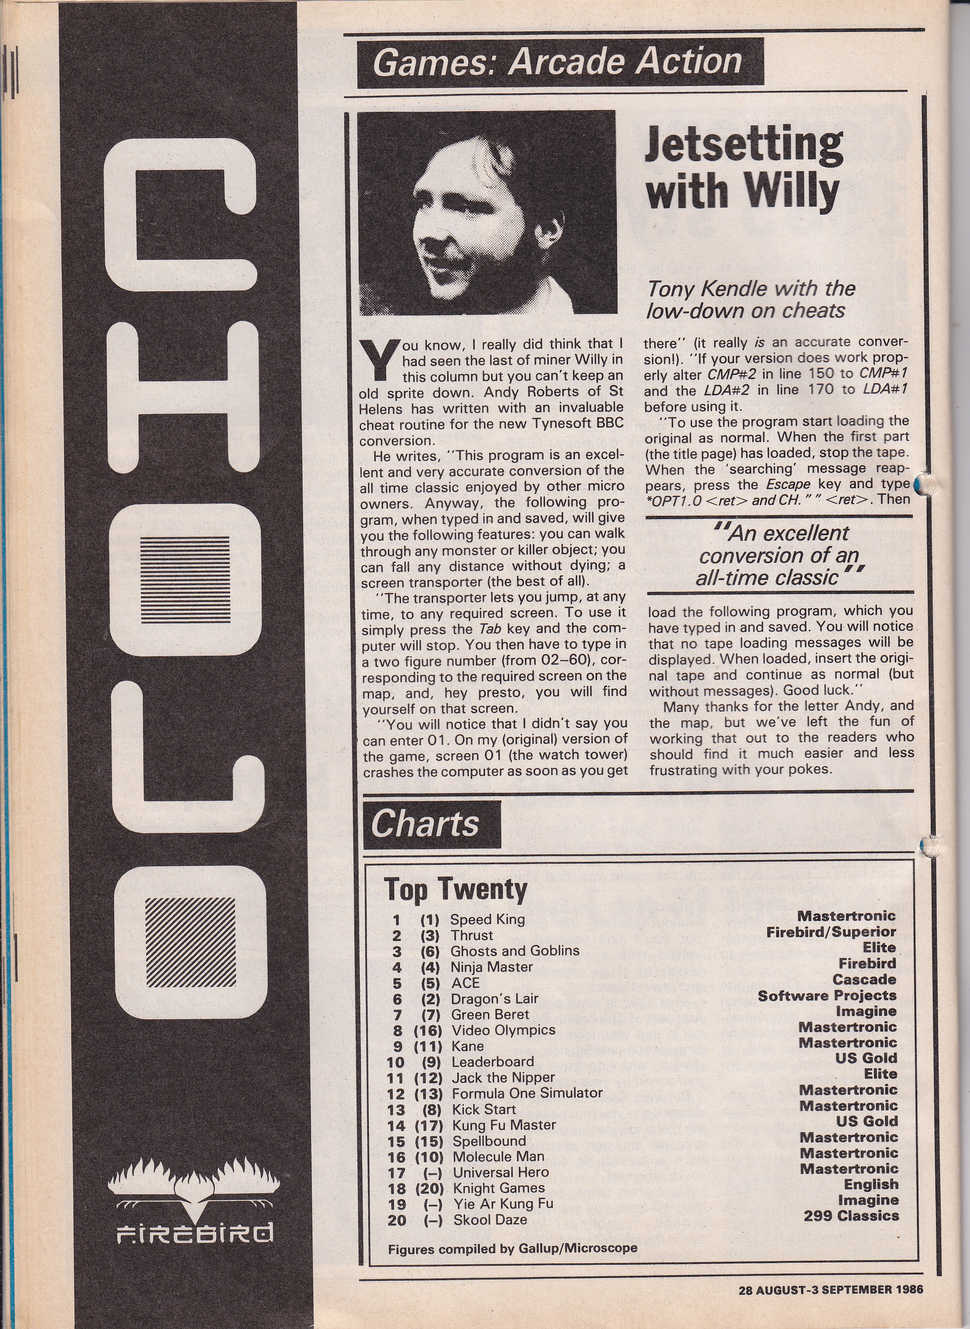 CHOLO
FIREBIRD
Games: Arcade Action
Jetsetting
with Willy
Tony Kendle with the
low-down on cheats
You know, I really did think that I
had seen the last of miner Willy in
this column but you can't keep an
old sprite down. Andy Roberts of St
Helens has written with an invaluable
cheat routine for the new Tynesoft BBC
conversion.
He writes, "This program is an excel-
lent and very accurate conversion of the
all time classic enjoyed by other micro
owners. Anyway, the following pro-
gram, when typed in and saved, will give
you the following features: you can walk
through any monster or killer object; you
can fall any distance without dying; a
screen transporter (the best of all).
"The transporter lets you jump, at any
time, to any required screen. To use it
simply press the Tab key and the com-
puter will stop. You then have to type in
a two figure number (from 02–60), cor-
responding to the required screen on the
map, and, hey presto, you will find
yourself on that screen.
"You will notice that I didn't say you
can enter 01. On my (original) version of
the game, screen 01 (the watch tower)
crashes the computer as soon as you get
there" (it really is an accurate conver-
sion!). "If your version does work prop-
erly alter CMP#2 in line 150 to CMP#1
and the LDA#2 in line 170 to LDA#1
before using it.
"To use the program start loading the
original as normal. When the first part
(the title page) has loaded, stop the tape.
When the 'searching' message reap-
pears, press the Escape key and type
*OPT1.0 <ret> and CH. " " <ret>. Then
"An excellent
conversion of an
all-time classic"
load the following program, which you
have typed in and saved. You will notice
that no tape loading messages will be
displayed. When loaded, insert the origi-
nal tape and continue as normal (but
without messages). Good luck."
Many thanks for the letter Andy, and
the map, but we've left the fun of
working that out to the readers who
should find it much easier and less
frustrating with your pokes.
Charts
Top Twenty
1 (1) Speed King Mastertronic
2 (3) Thrust Firebird/Superior
3 (6) Ghosts and Goblins Elite
4 (4) Ninja Master Firebird
5 (5) ACE Cascade
6 (2) Dragon's Lair Software Projects
7 (7) Green Beret Imagine
8 (16) Video Olympics Mastertronic
9 (11) Kane Mastertronic
10 (9) Leaderboard US Gold
11 (12) Jack the Nipper Elite
12 (13) Formula One Simulator Mastertronic
13 (8) Kick Start Mastertronic
14 (17) Kung Fu Master US Gold
15 (15) Spellbound Mastertronic
16 (10) Molecule Man Mastertronic
17 (–) Universal Hero Mastertronic
18 (20) Knight Games English
19 (–) Yie Ar Kung Fu Imagine
20 (–) Skool Daze 299 Classics
Figures compiled by Gallup/Microscope
28 AUGUST-3 SEPTEMBER 1986